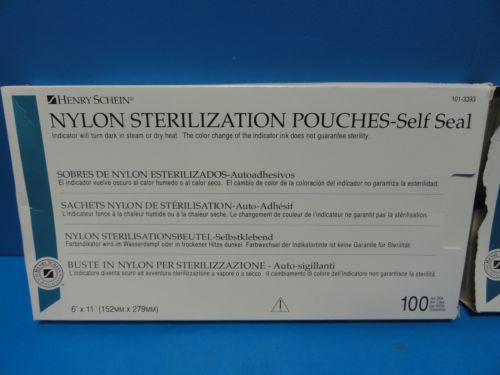 HENRY SCHEIN®
101-3393
NYLON STERILIZATION POUCHES-Self Seal
Indicator will turn dark in steam or dry heat. The color change of the indicator ink does not guarantee sterility.
SOBRES DE NYLON ESTERILIZADOS-Autoadhesivos
El indicador vuelve oscuro al calor humedo o al calor seco. El cambio de color de la coloración del indicador no garantiza la esterilidad.
SACHETS NYLON DE STÉRILISATION-Auto-Adhésif
L'indicateur fonce à la chaleur humide ou à la chaleur sèche. Le changement de couleur de l'indicateur ne garantit pas la stérilisation.
NYLON STERILISATIONSBEUTEL-Selbstklebend
Farbindikator wird im Wasserdampf oder in trockener Hitze dunkel. Farbwechsel der Indikatortinte ist keine Garantie für Sterilität.
BUSTE IN NYLON PER STERILIZZAZIONE - Auto-sigillanti
L'indicatore diventa scuro ad avventura sterilizzazione a vapore o a secco. Il cambiamento di colore dell'indicatore non garantisce la sterilità.
HENRY SCHEIN
6" x 11" (152MM x 279MM)
100